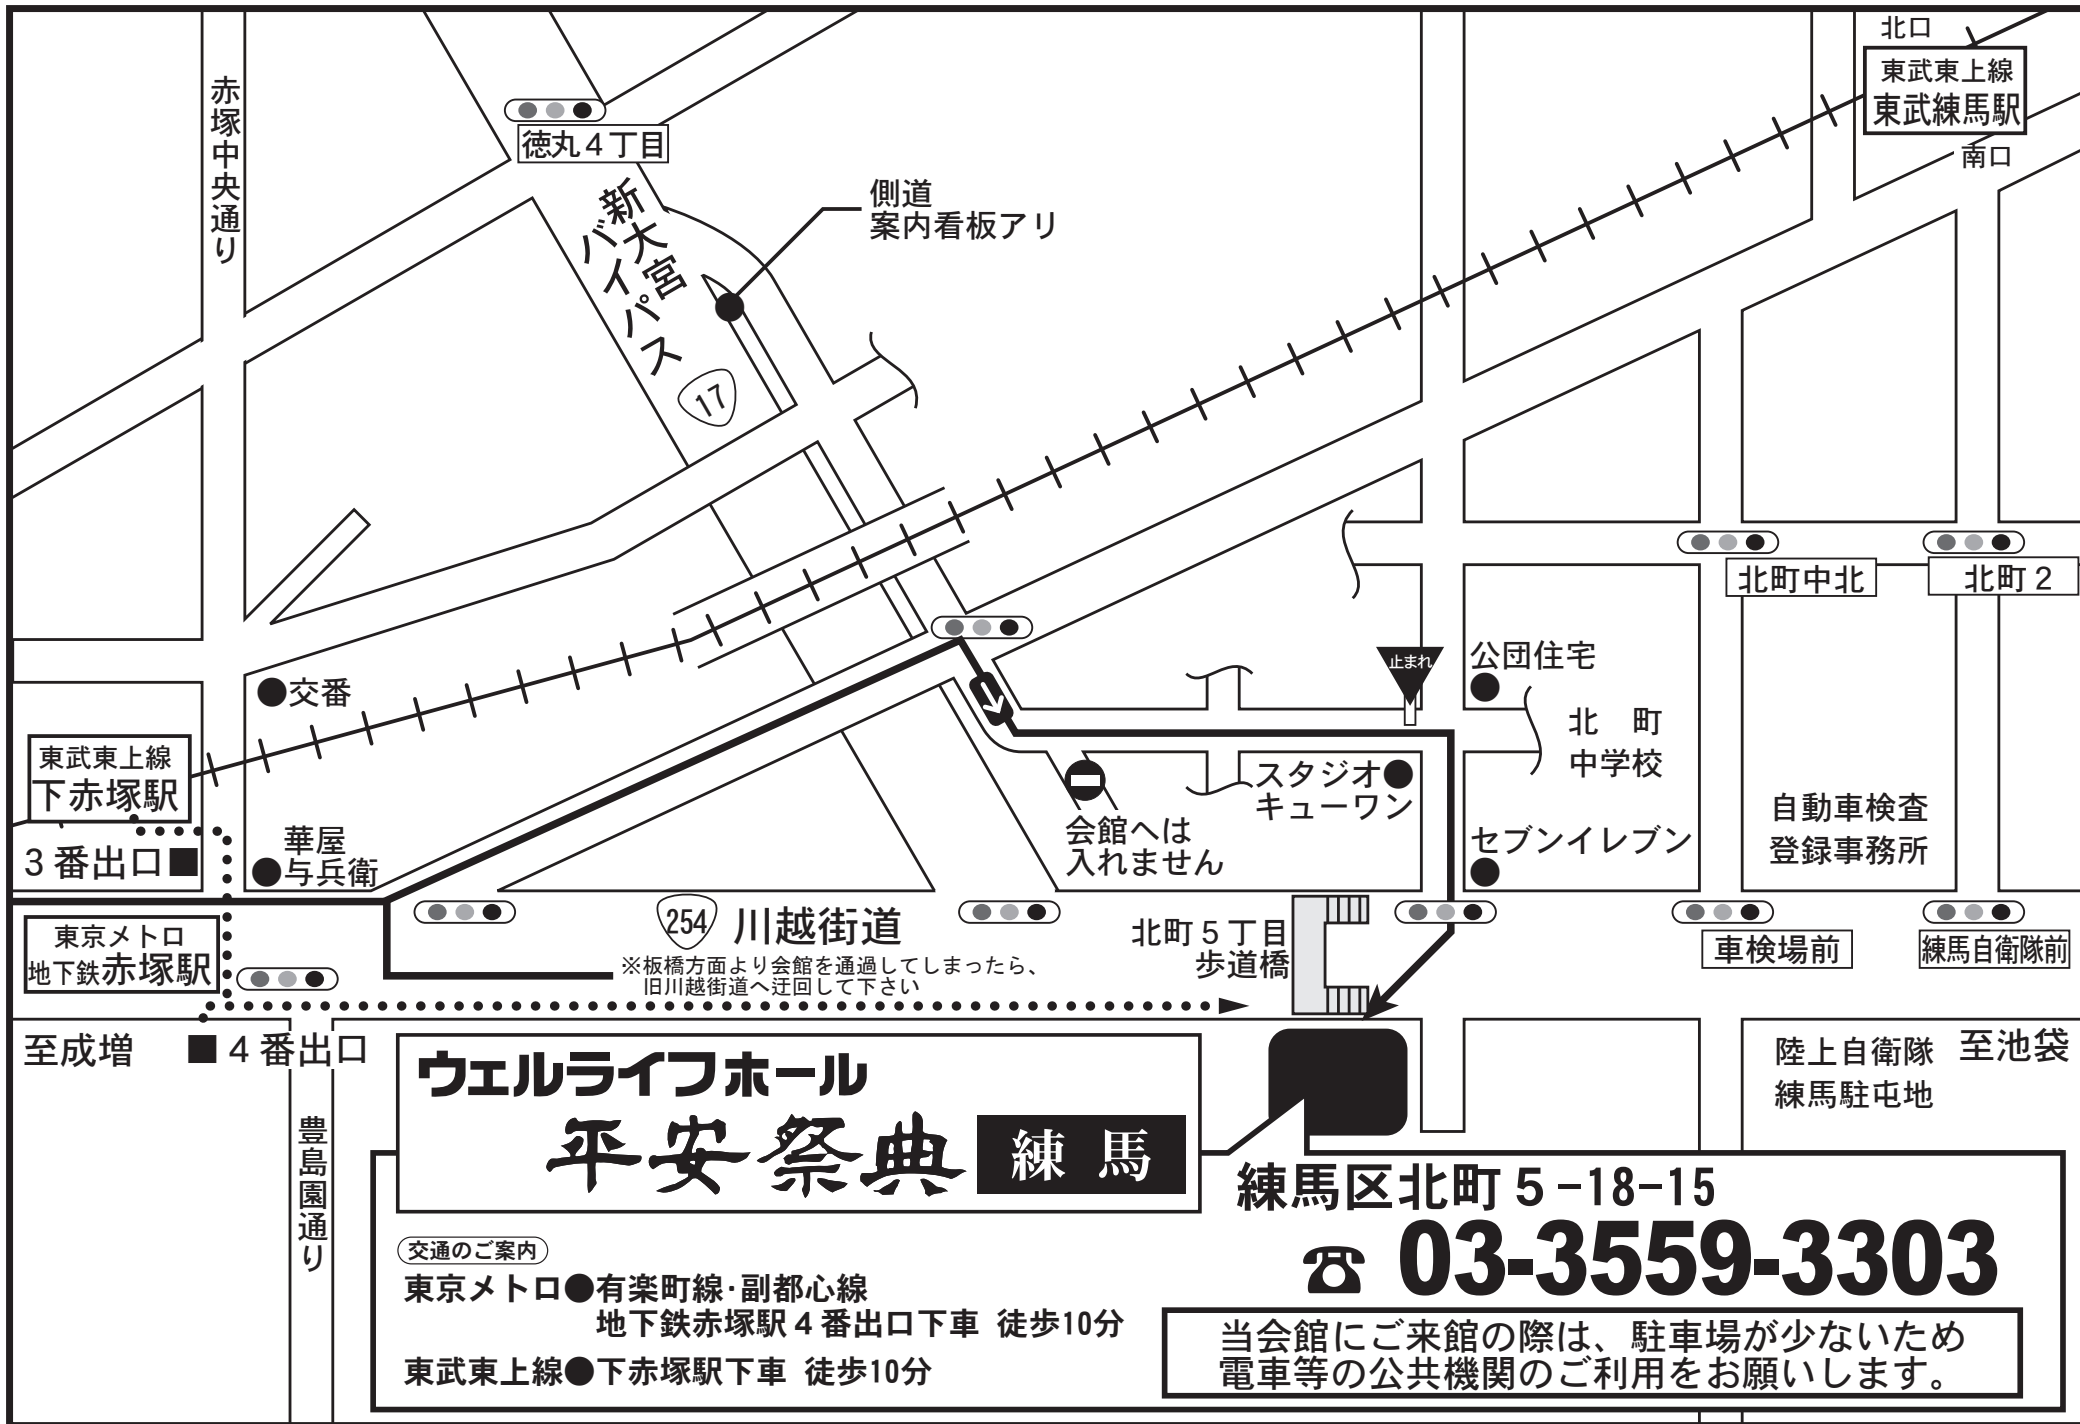 北口
東武東上線
東武練馬駅
南口
赤塚中央通り
徳丸4丁目
新大宮
バイパス
17
側道
案内看板アリ
北町中北
北町2
止まれ
公団住宅
北 町
中学校
交番
東武東上線
下赤塚駅
スタジオ
キューワン
会館へは
入れません
自動車検査
登録事務所
セブンイレブン
3番出口
華屋
与兵衛
254 川越街道
※板橋方面より会館を通過してしまったら、
旧川越街道へ迂回して下さい
北町5丁目
歩道橋
車検場前
練馬自衛隊前
東京メトロ
地下鉄赤塚駅
至成増
4番出口
陸上自衛隊
練馬駐屯地
至池袋
豊島園通り
ウェルライフホール
平安祭典 練馬
練馬区北町5-18-15
☎ 03-3559-3303
交通のご案内
東京メトロ●有楽町線・副都心線
地下鉄赤塚駅4番出口下車 徒歩10分
東武東上線●下赤塚駅下車 徒歩10分
当会館にご来館の際は、駐車場が少ないため
電車等の公共機関のご利用をお願いします。